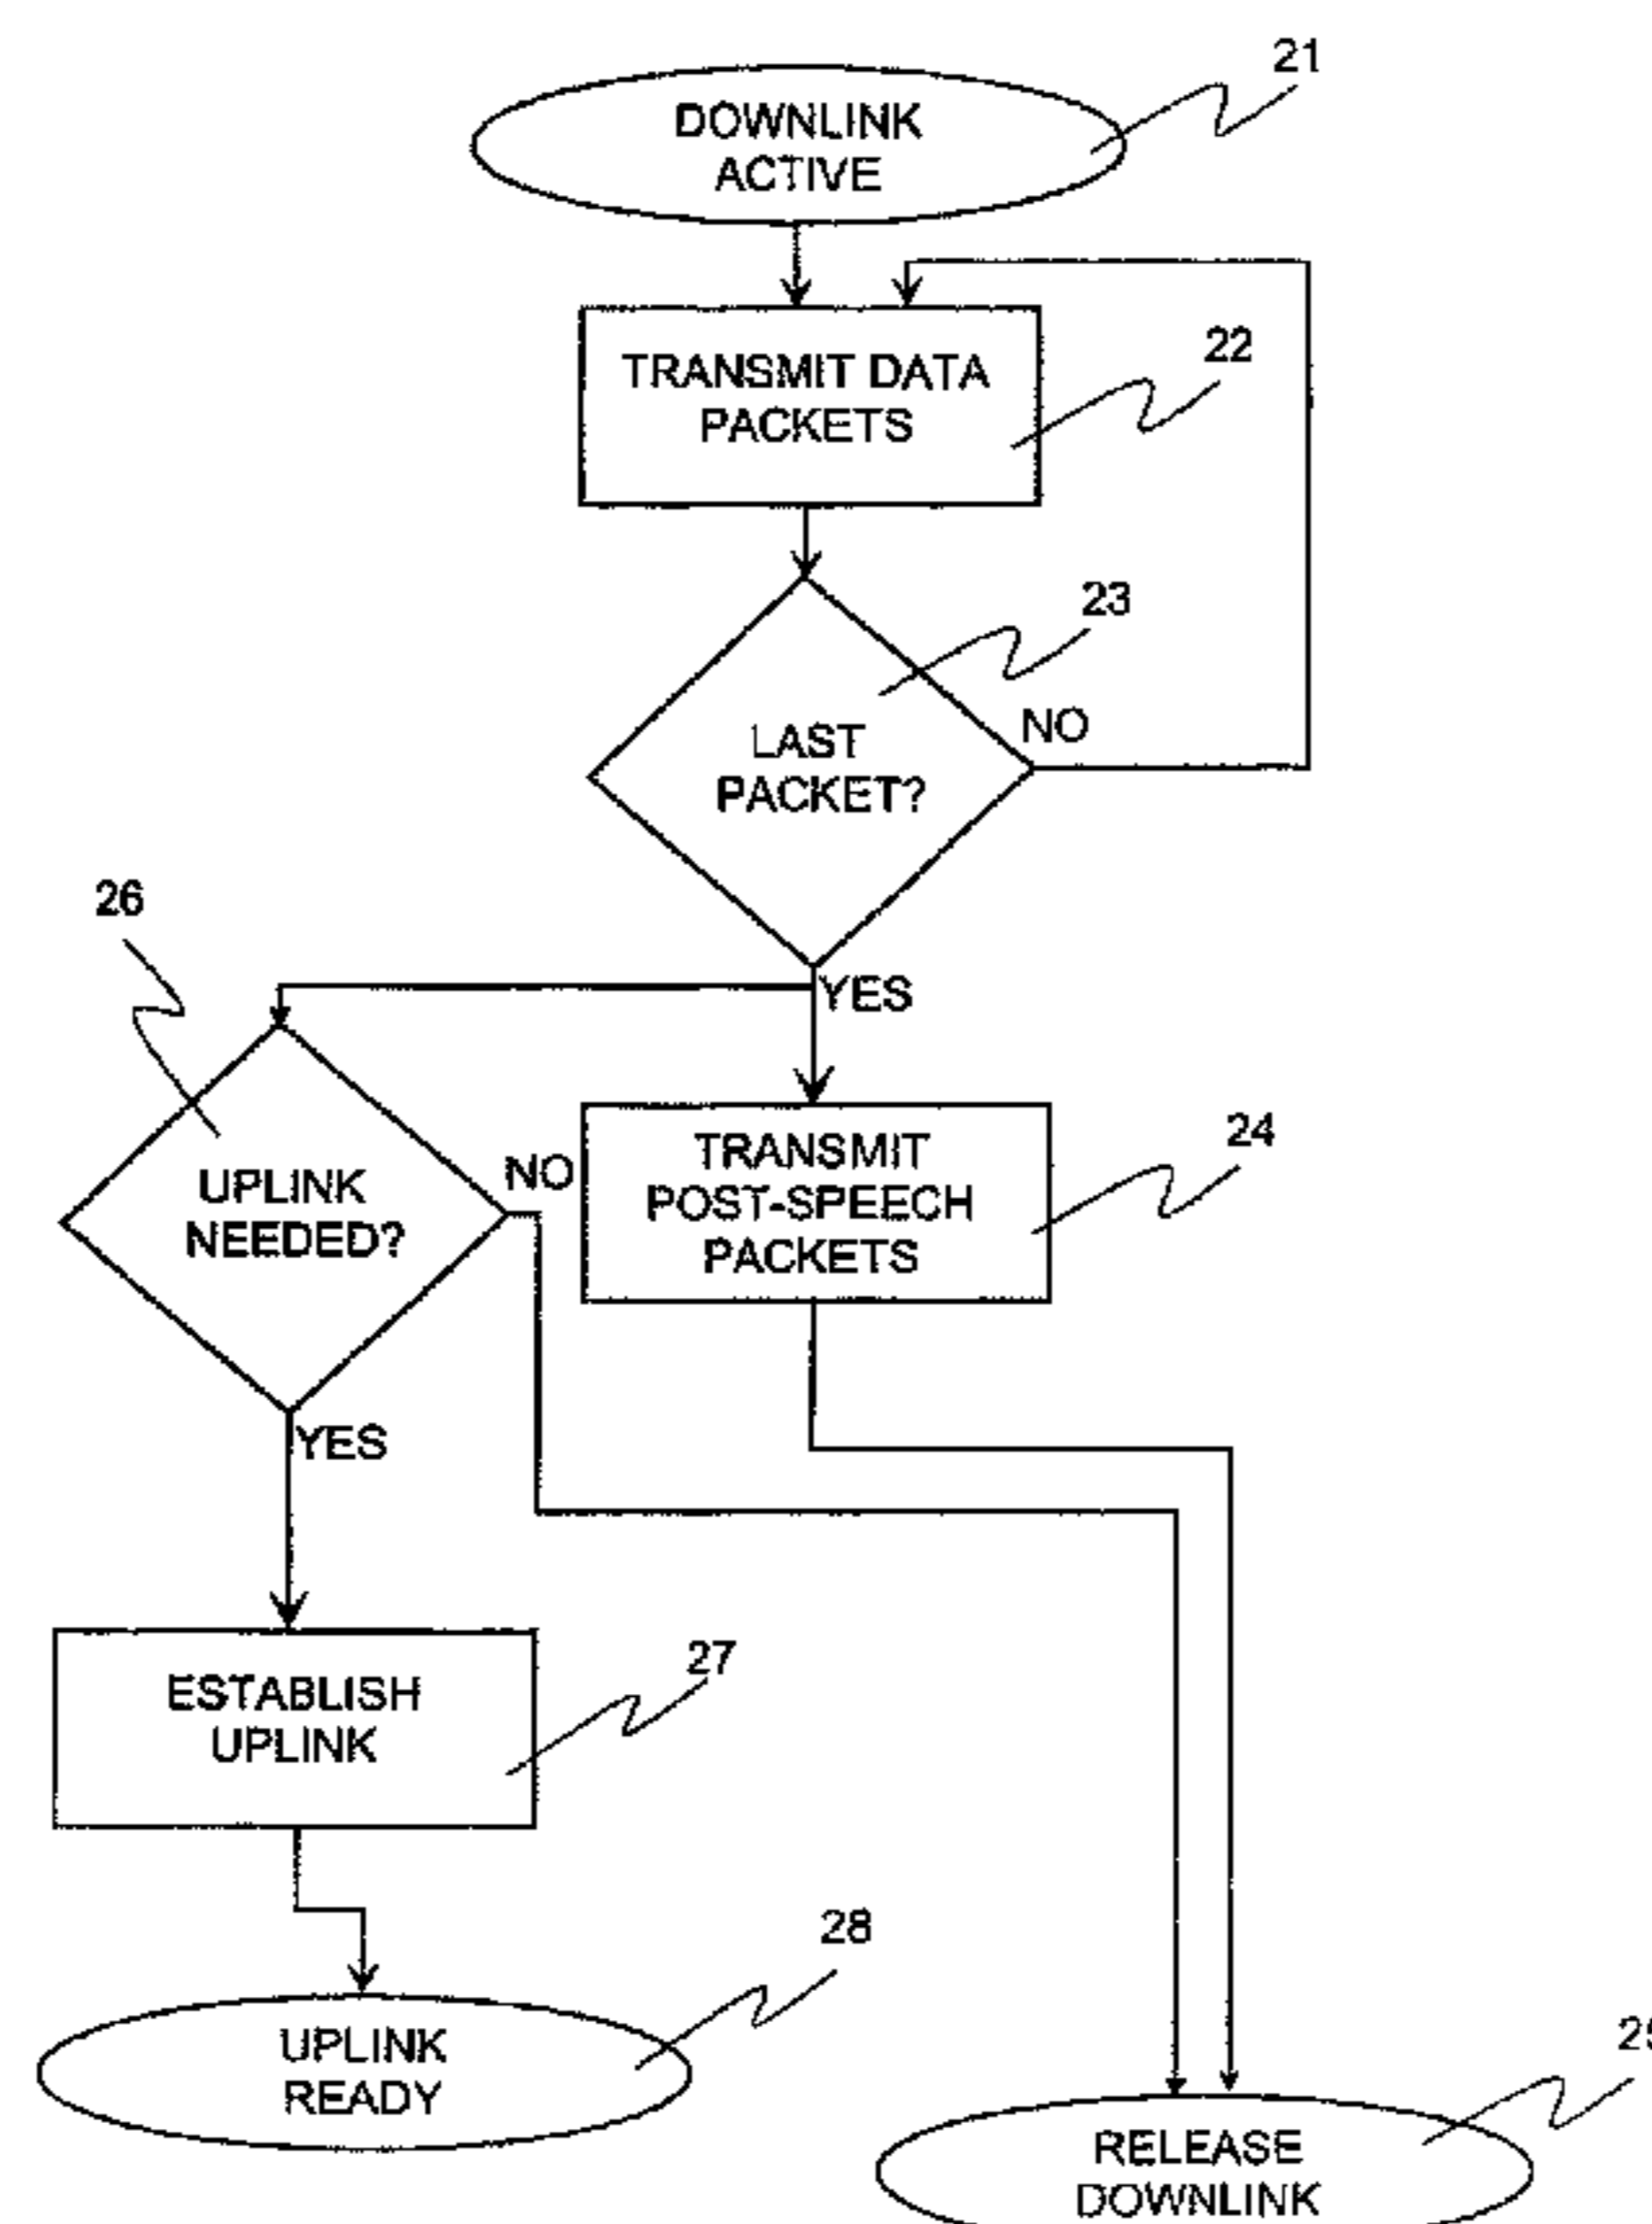 21
DOWNLINK
ACTIVE
22
TRANSMIT DATA
PACKETS
23
LAST
PACKET?
NO
26
YES
UPLINK
NEEDED?
NO
24
TRANSMIT
POST-SPEECH
PACKETS
YES
27
ESTABLISH
UPLINK
28
UPLINK
READY
RELEASE
DOWNLINK